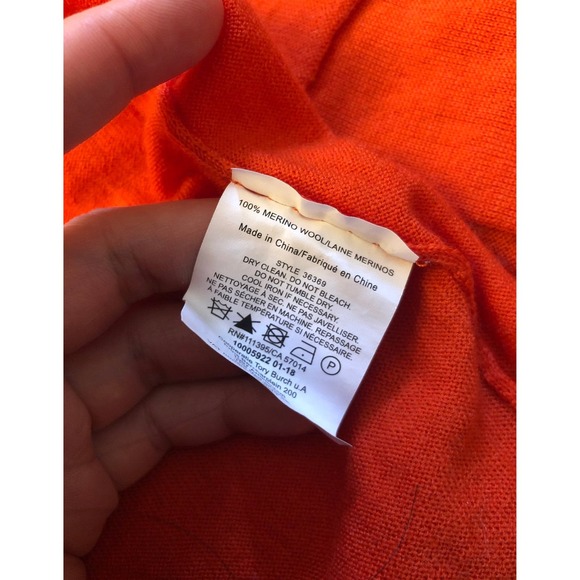 100% MERINO WOOL/LAINE MERINOS
Made in China/Fabriqué en Chine
STYLE 36369
DRY CLEAN. DO NOT BLEACH.
DO NOT TUMBLE DRY.
COOL IRON IF NECESSARY.
NETTOYAGE À SEC. NE PAS JAVELLISER.
NE PAS SÉCHER EN MACHINE. REPASSAGE
À FAIBLE TEMPÉRATURE SI NÉCESSAIRE.
P
RN#111395/CA 57014
10005922 01-18
Tory Burch
200